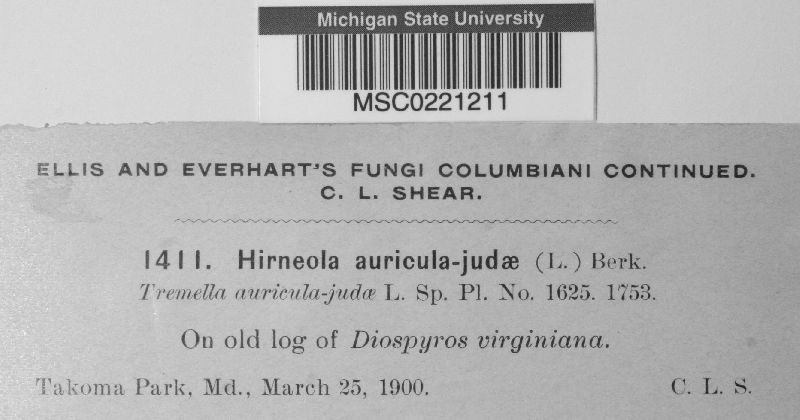 Michigan State University
MSC0221211
ELLIS AND EVERHART'S FUNGI COLUMBIANI CONTINUED.
C. L. SHEAR.
1411. Hirneola auricula-judæ (L.) Berk.
Tremella auricula-judæ L. Sp. Pl. No. 1625. 1753.
On old log of Diospyros virginiana.
Takoma Park, Md., March 25, 1900. C. L. S.